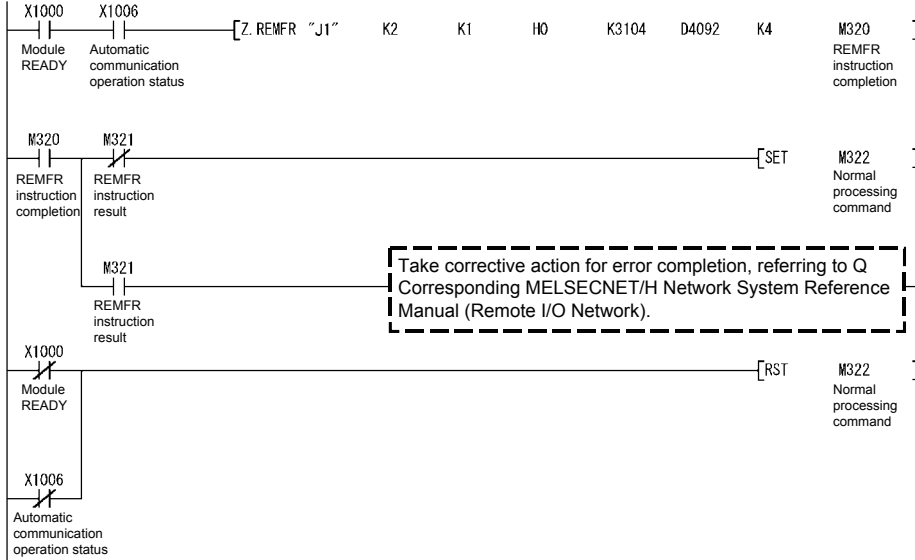 X1000 X1006
[Z.REMFR "J1" K2 K1 H0 K3104 D4092 K4 M320 ]
Module READY
Automatic communication operation status
REMFR instruction completion
M320 M321
[SET M322 ]
REMFR instruction completion
REMFR instruction result
Normal processing command
M321
REMFR instruction result
Take corrective action for error completion, referring to Q
Corresponding MELSECNET/H Network System Reference
Manual (Remote I/O Network).
X1000
[RST M322 ]
Module READY
Normal processing command
X1006
Automatic
communication
operation status